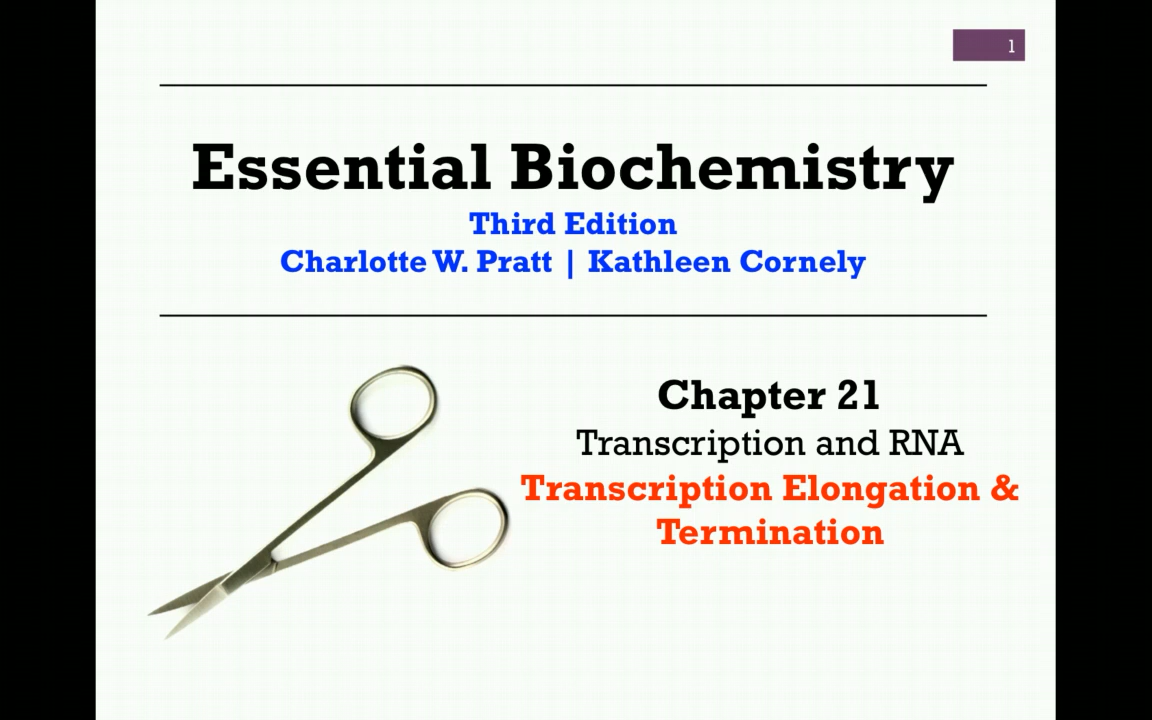 1
Essential Biochemistry
Third Edition
Charlotte W. Pratt | Kathleen Cornely
Chapter 21
Transcription and RNA
Transcription Elongation &
Termination